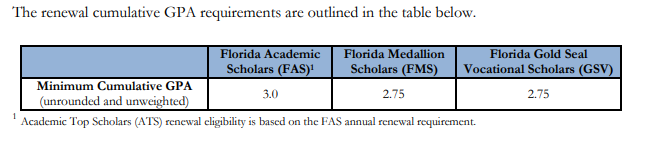 The renewal cumulative GPA requirements are outlined in the table below.
Florida Academic Scholars (FAS)¹
Florida Medallion Scholars (FMS)
Florida Gold Seal Vocational Scholars (GSV)
Minimum Cumulative GPA (unrounded and unweighted)
3.0
2.75
2.75
¹ Academic Top Scholars (ATS) renewal eligibility is based on the FAS annual renewal requirement.